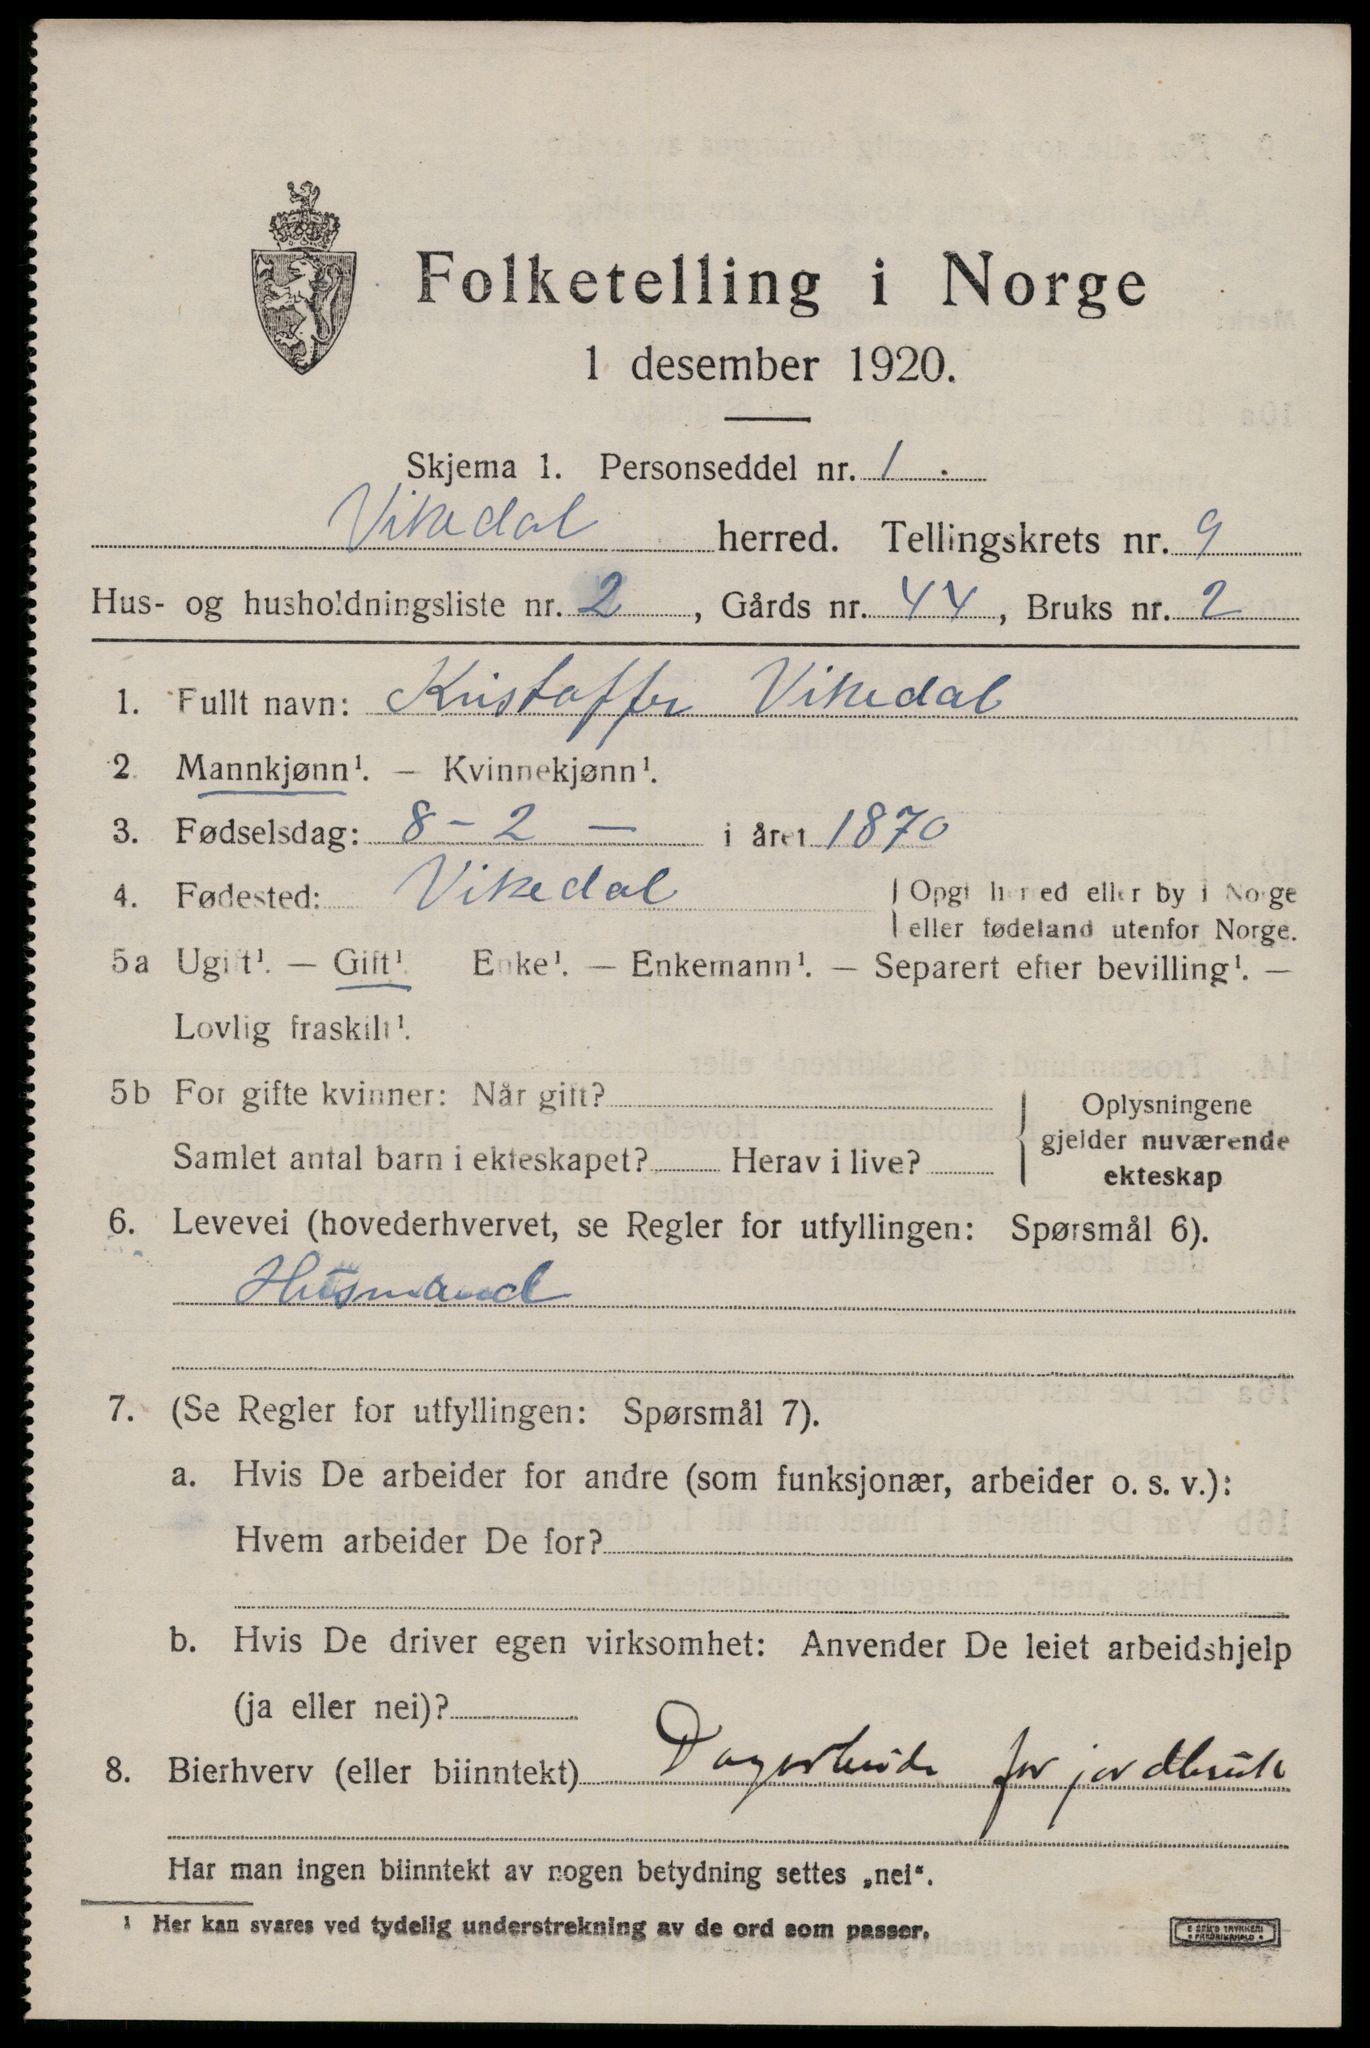 Folketelling i Norge
1 desember 1920.
Skjema 1. Personseddel nr. 1.
Vikedal herred. Tellingskrets nr. 9
Hus- og husholdningsliste nr. 2, Gårds nr. 44, Bruks nr. 2
1. Fullt navn: Kristoffer Vikedal
2. Mannkjønn¹. — Kvinnekjønn¹.
3. Fødselsdag: 8-2 — i året 1870
4. Fødested: Vikedal
Opgi herred eller by i Norge
eller fødeland utenfor Norge.
5a Ugift¹. — Gift¹. Enke¹. — Enkemann¹. — Separert efter bevilling¹. —
Lovlig fraskilt¹.
5b For gifte kvinner: Når gift?
Samlet antal barn i ekteskapet? Herav i live?
Oplysningene
gjelder nuværende
ekteskap
6. Levevei (hovederhvervet, se Regler for utfyllingen: Spørsmål 6).
Husmand
7. (Se Regler for utfyllingen: Spørsmål 7).
a. Hvis De arbeider for andre (som funksjonær, arbeider o. s. v.):
Hvem arbeider De for?
b. Hvis De driver egen virksomhet: Anvender De leiet arbeidshjelp
(ja eller nei)?
8. Bierhverv (eller biinntekt) for jordbruk
Har man ingen biinntekt av nogen betydning settes „nei“.
¹ Her kan svares ved tydelig understrekning av de ord som passer.